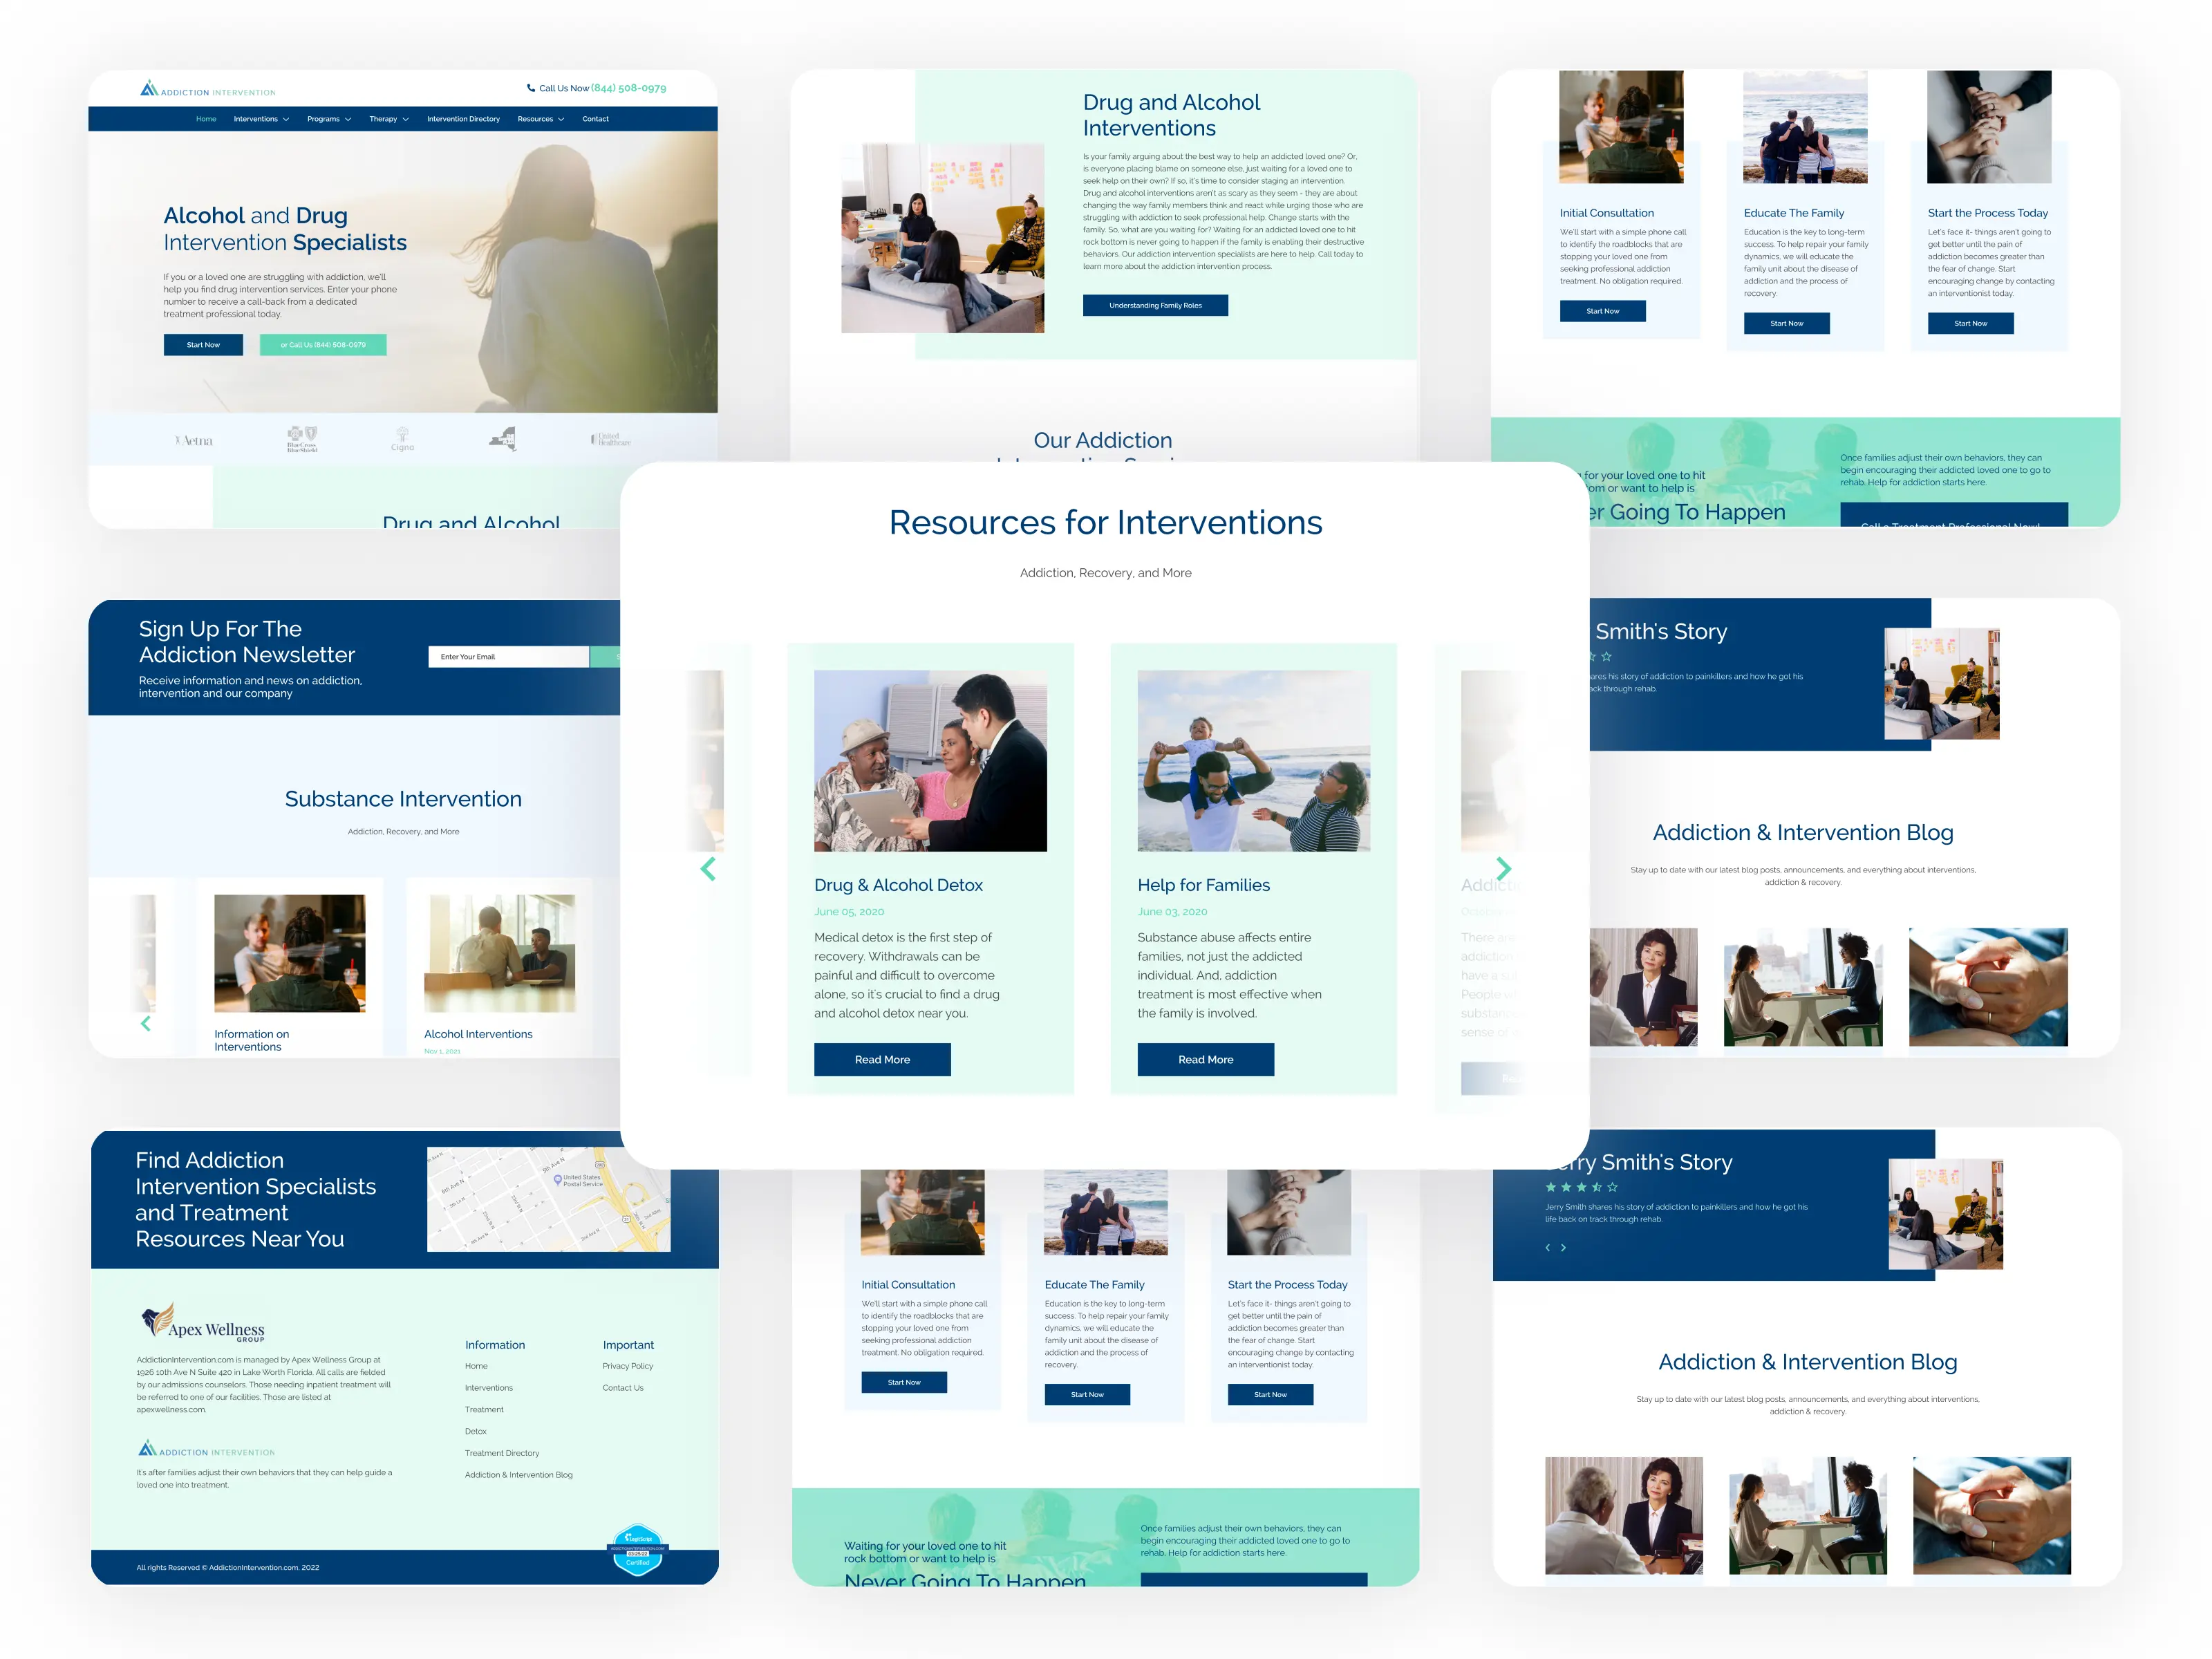 ADDICTION INTERVENTION
Call Us Now (844) 508-0979
Home
Interventions
Programs
Therapy
Intervention Directory
Resources
Contact
Alcohol and Drug
Intervention Specialists
If you or a loved one are struggling with addiction, we'll
help you find drug intervention services. Enter your phone
number to receive a call-back from a dedicated
treatment professional today.
Start Now
or Call Us (844) 508-0979
Aetna
BlueCross
BlueShield
Cigna
United
Healthcare
Drug and Alcohol
Drug and Alcohol
Interventions
Is your family arguing about the best way to help an addicted loved one? Or,
is everyone placing blame on someone else, just waiting for a loved one to
seek help on their own? If so, it's time to consider staging an intervention.
Drug and alcohol interventions aren't as scary as they seem - they are about
changing the way family members think and react while urging those who are
struggling with addiction to seek professional help. Change starts with the
family. So, what are you waiting for? Waiting for an addicted loved one to hit
rock bottom is never going to happen if the family is enabling their destructive
behaviors. Our addiction intervention specialists are here to help. Call today to
learn more about the addiction intervention process.
Understanding Family Roles
Our Addiction
Initial Consultation
We'll start with a simple phone call
to identify the roadblocks that are
stopping your loved one from
seeking professional addiction
treatment. No obligation required.
Start Now
Educate The Family
Education is the key to long-term
success. To help repair your family
dynamics, we will educate the
family unit about the disease of
addiction and the process of
recovery.
Start Now
Start the Process Today
Let's face it- things aren't going to
get better until the pain of
addiction becomes greater than
the fear of change. Start
encouraging change by contacting
an interventionist today.
Start Now
for your loved one to hit
om or want to help is
er Going To Happen
Once families adjust their own behaviors, they can
begin encouraging their addicted loved one to go to
rehab. Help for addiction starts here.
Call a Treatment Professional Now!
Sign Up For The
Addiction Newsletter
Receive information and news on addiction,
intervention and our company
Enter Your Email
Substance Intervention
Addiction, Recovery, and More
Information on
Interventions
Alcohol Interventions
Nov 1, 2021
Resources for Interventions
Addiction, Recovery, and More
Drug & Alcohol Detox
June 05, 2020
Medical detox is the first step of
recovery. Withdrawals can be
painful and difficult to overcome
alone, so it's crucial to find a drug
and alcohol detox near you.
Read More
Help for Families
June 03, 2020
Substance abuse affects entire
families, not just the addicted
individual. And, addiction
treatment is most effective when
the family is involved.
Read More
Addict
There are
addiction
have a
People
substanc
sense of
Smith's Story
ares his story of addiction to painkillers and how he got his
ack through rehab.
Addiction & Intervention Blog
Stay up to date with our latest blog posts, announcements, and everything about interventions,
addiction & recovery.
Find Addiction
Intervention Specialists
and Treatment
Resources Near You
5th Ave N
United States
Postal Service
6th Ave N
5th Ave N
4th Ave N
3rd Ave N
2nd Ave N
Apex Wellness
GROUP
AddictionIntervention.com is managed by Apex Wellness Group at
1926 10th Ave N Suite 420 in Lake Worth Florida. All calls are fielded
by our admissions counselors. Those needing inpatient treatment will
be referred to one of our facilities. Those are listed at
apexwellness.com.
ADDICTION INTERVENTION
It's after families adjust their own behaviors that they can help guide a
loved one into treatment.
Information
Home
Interventions
Treatment
Detox
Treatment Directory
Addiction & Intervention Blog
Important
Privacy Policy
Contact Us
LegitScript
ADDICTIONINTERVENTION.COM
Certified
All rights Reserved © AddictionIntervention.com. 2022
Initial Consultation
We'll start with a simple phone call
to identify the roadblocks that are
stopping your loved one from
seeking professional addiction
treatment. No obligation required.
Start Now
Educate The Family
Education is the key to long-term
success. To help repair your family
dynamics, we will educate the
family unit about the disease of
addiction and the process of
recovery.
Start Now
Start the Process Today
Let's face it- things aren't going to
get better until the pain of
addiction becomes greater than
the fear of change. Start
encouraging change by contacting
an interventionist today.
Start Now
Waiting for your loved one to hit
rock bottom or want to help is
Never Going To Happen
Once families adjust their own behaviors, they can
begin encouraging their addicted loved one to go to
rehab. Help for addiction starts here.
erry Smith's Story
Jerry Smith shares his story of addiction to painkillers and how he got his
life back on track through rehab.
Addiction & Intervention Blog
Stay up to date with our latest blog posts, announcements, and everything about interventions,
addiction & recovery.